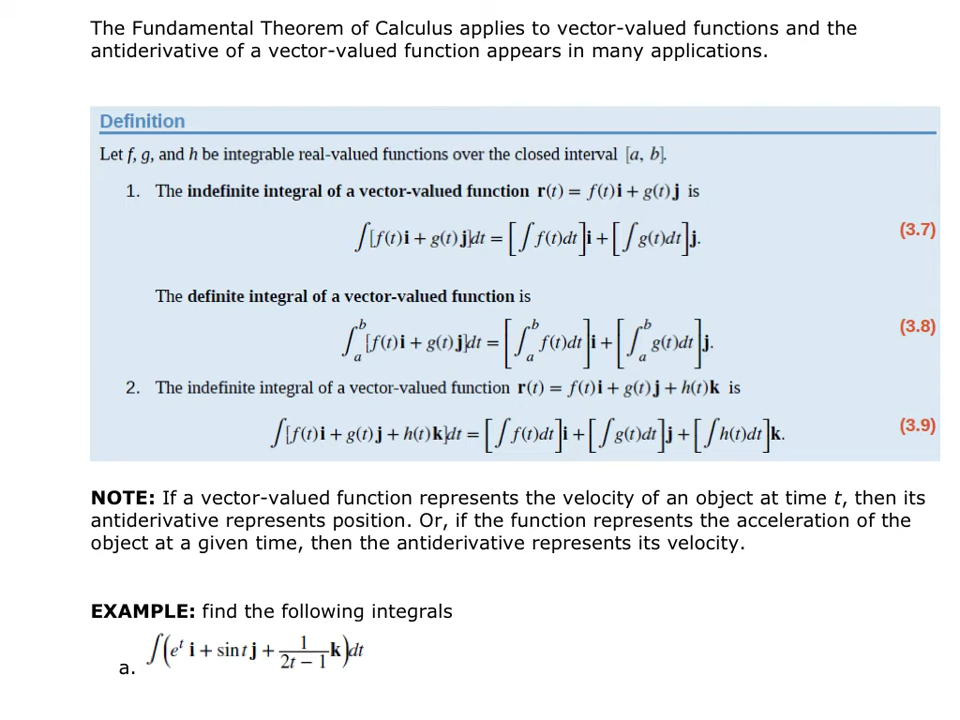 The Fundamental Theorem of Calculus applies to vector-valued functions and the
antiderivative of a vector-valued function appears in many applications.
Definition
Let f, g, and h be integrable real-valued functions over the closed interval [a, b].
1. The indefinite integral of a vector-valued function r(t) = f(t)i + g(t)j is
∫[f(t)i + g(t)j]dt = [∫f(t)dt]i + [∫g(t)dt]j. (3.7)
The definite integral of a vector-valued function is
∫_a^b[f(t)i + g(t)j]dt = [∫_a^b f(t)dt]i + [∫_a^b g(t)dt]j. (3.8)
2. The indefinite integral of a vector-valued function r(t) = f(t)i + g(t)j + h(t)k is
∫[f(t)i + g(t)j + h(t)k]dt = [∫f(t)dt]i + [∫g(t)dt]j + [∫h(t)dt]k. (3.9)
NOTE: If a vector-valued function represents the velocity of an object at time t, then its
antiderivative represents position. Or, if the function represents the acceleration of the
object at a given time, then the antiderivative represents its velocity.
EXAMPLE: find the following integrals
a. ∫(e^t i + sin t j + 1/(2t − 1) k)dt